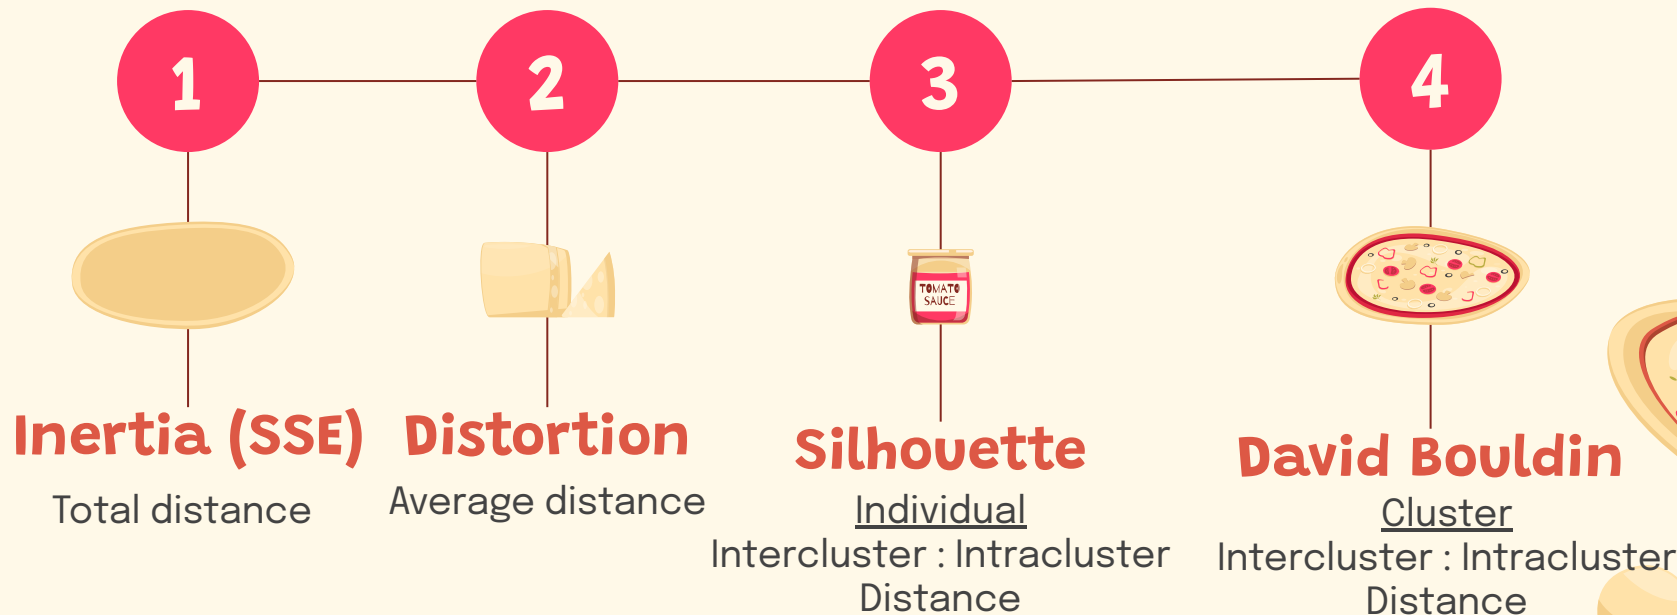 1
2
3
4
TOMATO
SAUCE
Inertia (SSE)
Total distance
Distortion
Average distance
Silhouette
Individual
Intercluster : Intracluster
Distance
David Bouldin
Cluster
Intercluster : Intracluster
Distance